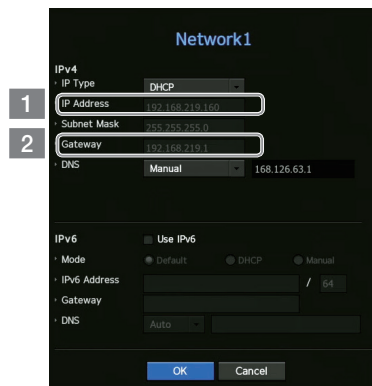 Network1
IPv4
IP Type DHCP
1 IP Address 192.168.219.160
Subnet Mask 255.255.255.0
2 Gateway 192.168.219.1
DNS Manual 168.126.63.1
IPv6 Use IPv6
Mode Default DHCP Manual
IPv6 Address / 64
Gateway
DNS Auto
OK Cancel